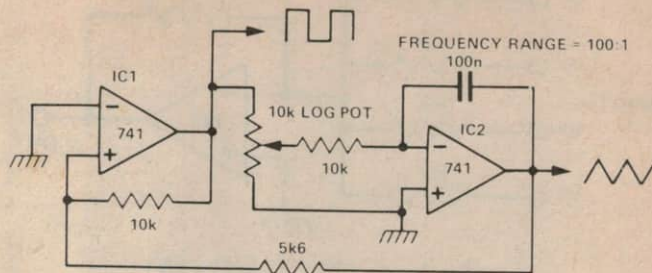 FREQUENCY RANGE = 100:1
100n
IC1
10k LOG POT
IC2
−
741
+
10k
−
741
+
10k
5k6